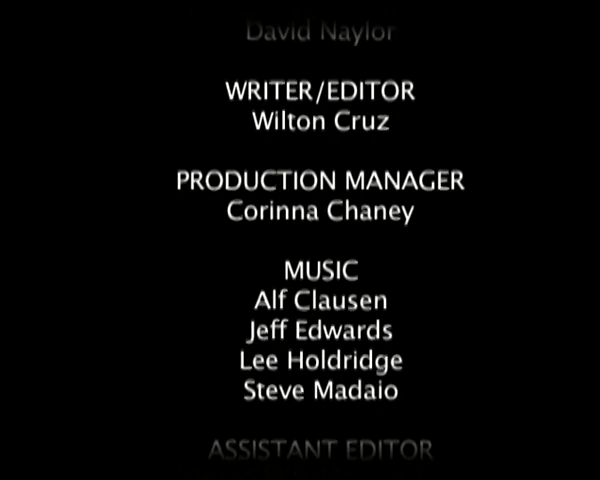 David Naylor
WRITER/EDITOR
Wilton Cruz
PRODUCTION MANAGER
Corinna Chaney
MUSIC
Alf Clausen
Jeff Edwards
Lee Holdridge
Steve Madaio
ASSISTANT EDITOR